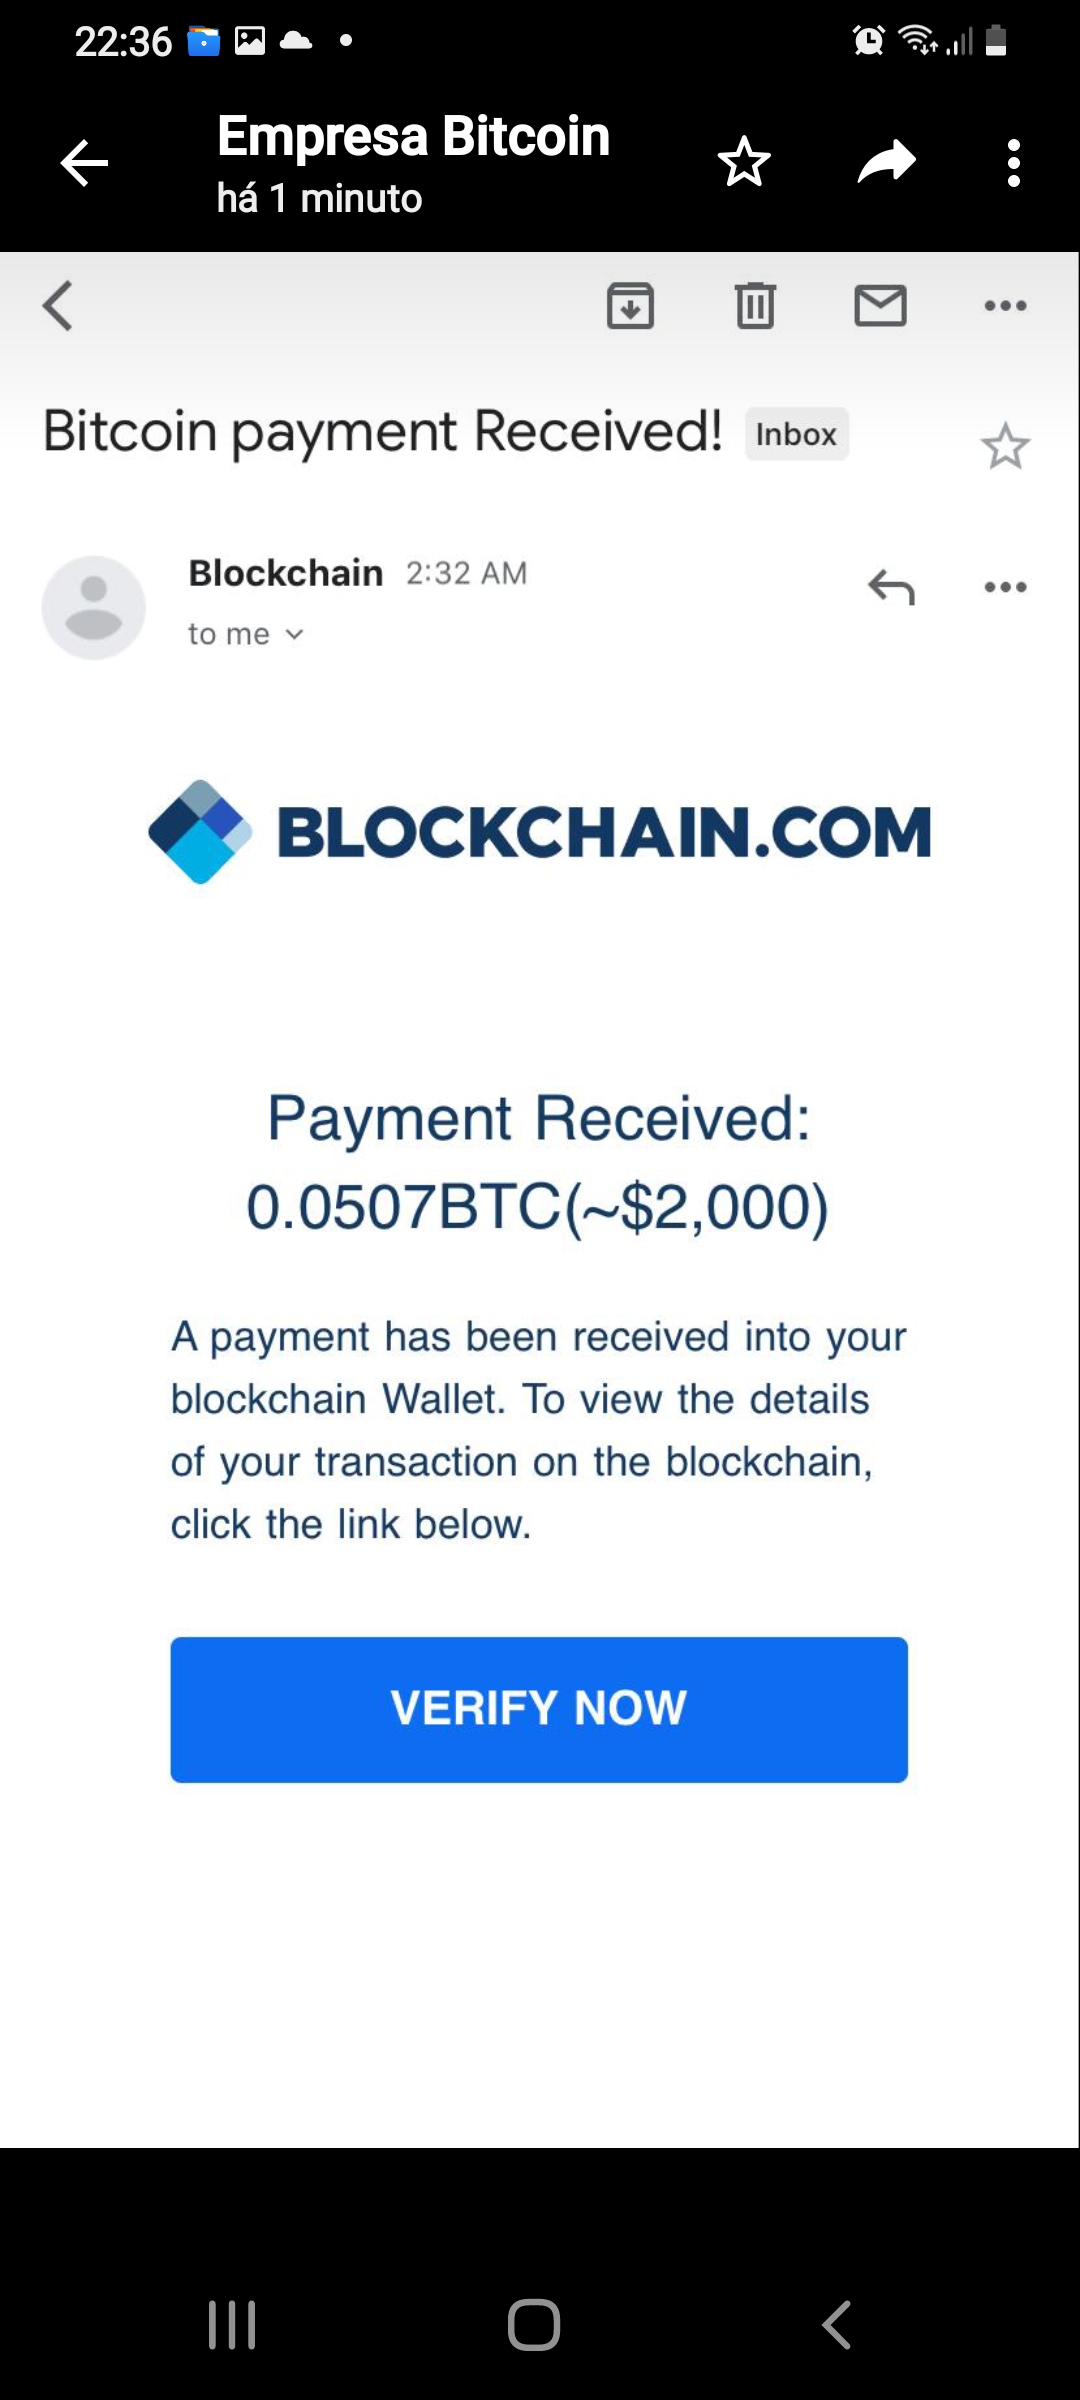 22:36
Empresa Bitcoin
há 1 minuto
Bitcoin payment Received! Inbox
Blockchain 2:32 AM
to me
BLOCKCHAIN.COM
Payment Received:
0.0507BTC(~$2,000)
A payment has been received into your
blockchain Wallet. To view the details
of your transaction on the blockchain,
click the link below.
VERIFY NOW